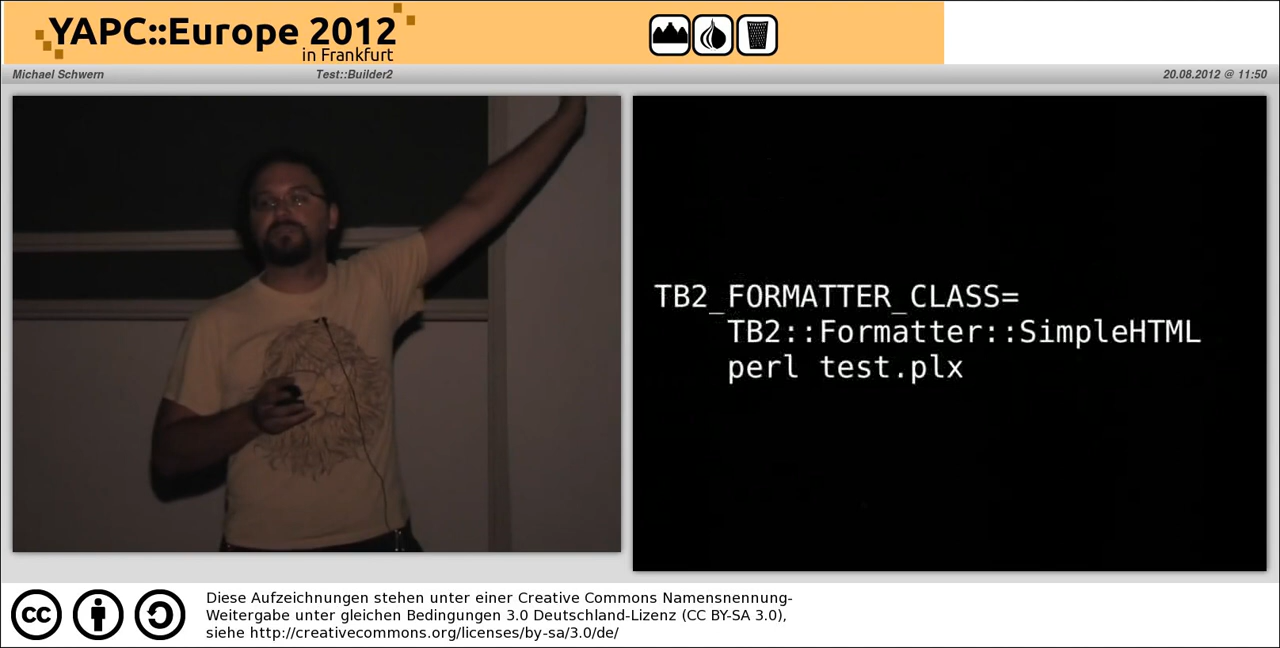 YAPC::Europe 2012
in Frankfurt
Michael Schwern
Test::Builder2
20.08.2012 @ 11:50
TB2_FORMATTER_CLASS=
TB2::Formatter::SimpleHTML
perl test.plx
cc
Diese Aufzeichnungen stehen unter einer Creative Commons Namensnennung-
Weitergabe unter gleichen Bedingungen 3.0 Deutschland-Lizenz (CC BY-SA 3.0),
siehe http://creativecommons.org/licenses/by-sa/3.0/de/